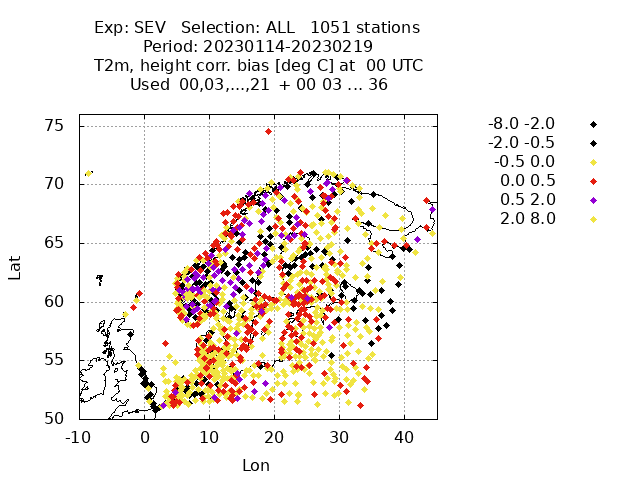 Exp: SEV Selection: ALL 1051 stations
Period: 20230114-20230219
T2m, height corr. bias [deg C] at 00 UTC
Used 00,03,...,21 + 00 03 ... 36
-8.0 -2.0
-2.0 -0.5
-0.5 0.0
0.0 0.5
0.5 2.0
2.0 8.0
75
70
65
60
55
50
Lat
-10 0 10 20 30 40
Lon